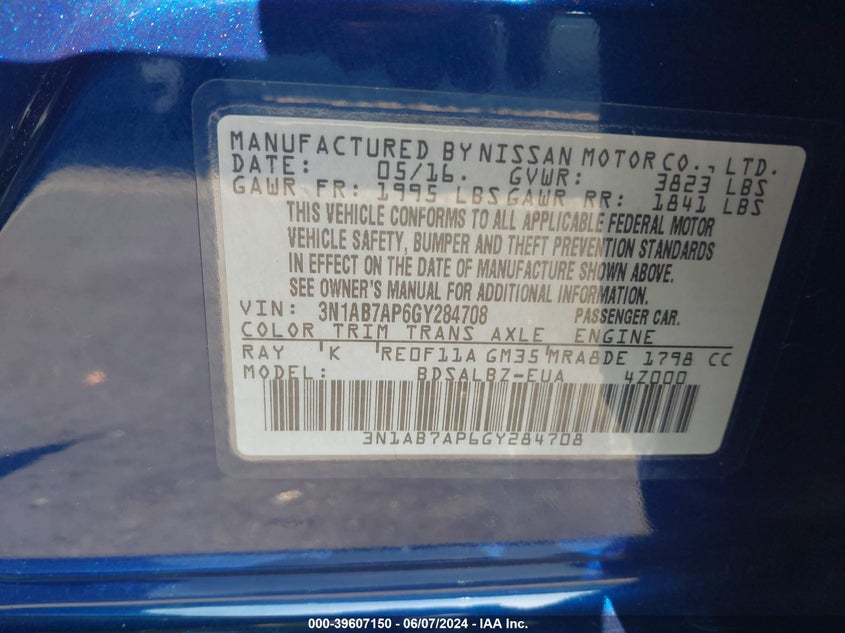 MANUFACTURED BY NISSAN MOTOR CO., LTD.
DATE: 05/16. GVWR: 3823 LBS
GAWR FR: 1995 LBS GAWR RR: 1841 LBS
THIS VEHICLE CONFORMS TO ALL APPLICABLE FEDERAL MOTOR
VEHICLE SAFETY, BUMPER AND THEFT PREVENTION STANDARDS
IN EFFECT ON THE DATE OF MANUFACTURE SHOWN ABOVE.
SEE OWNER'S MANUAL FOR ADDITIONAL INFORMATION.
VIN: 3N1AB7AP6GY284708 PASSENGER CAR.
COLOR TRIM TRANS AXLE ENGINE
RAY 'K 'RE0F11A GM35 'MRA8DE 1798 CC
MODEL: BDSALBZ-EUA 4Z000
3N1AB7AP6GY284708
000-39607150 - 06/07/2024 - IAA Inc.